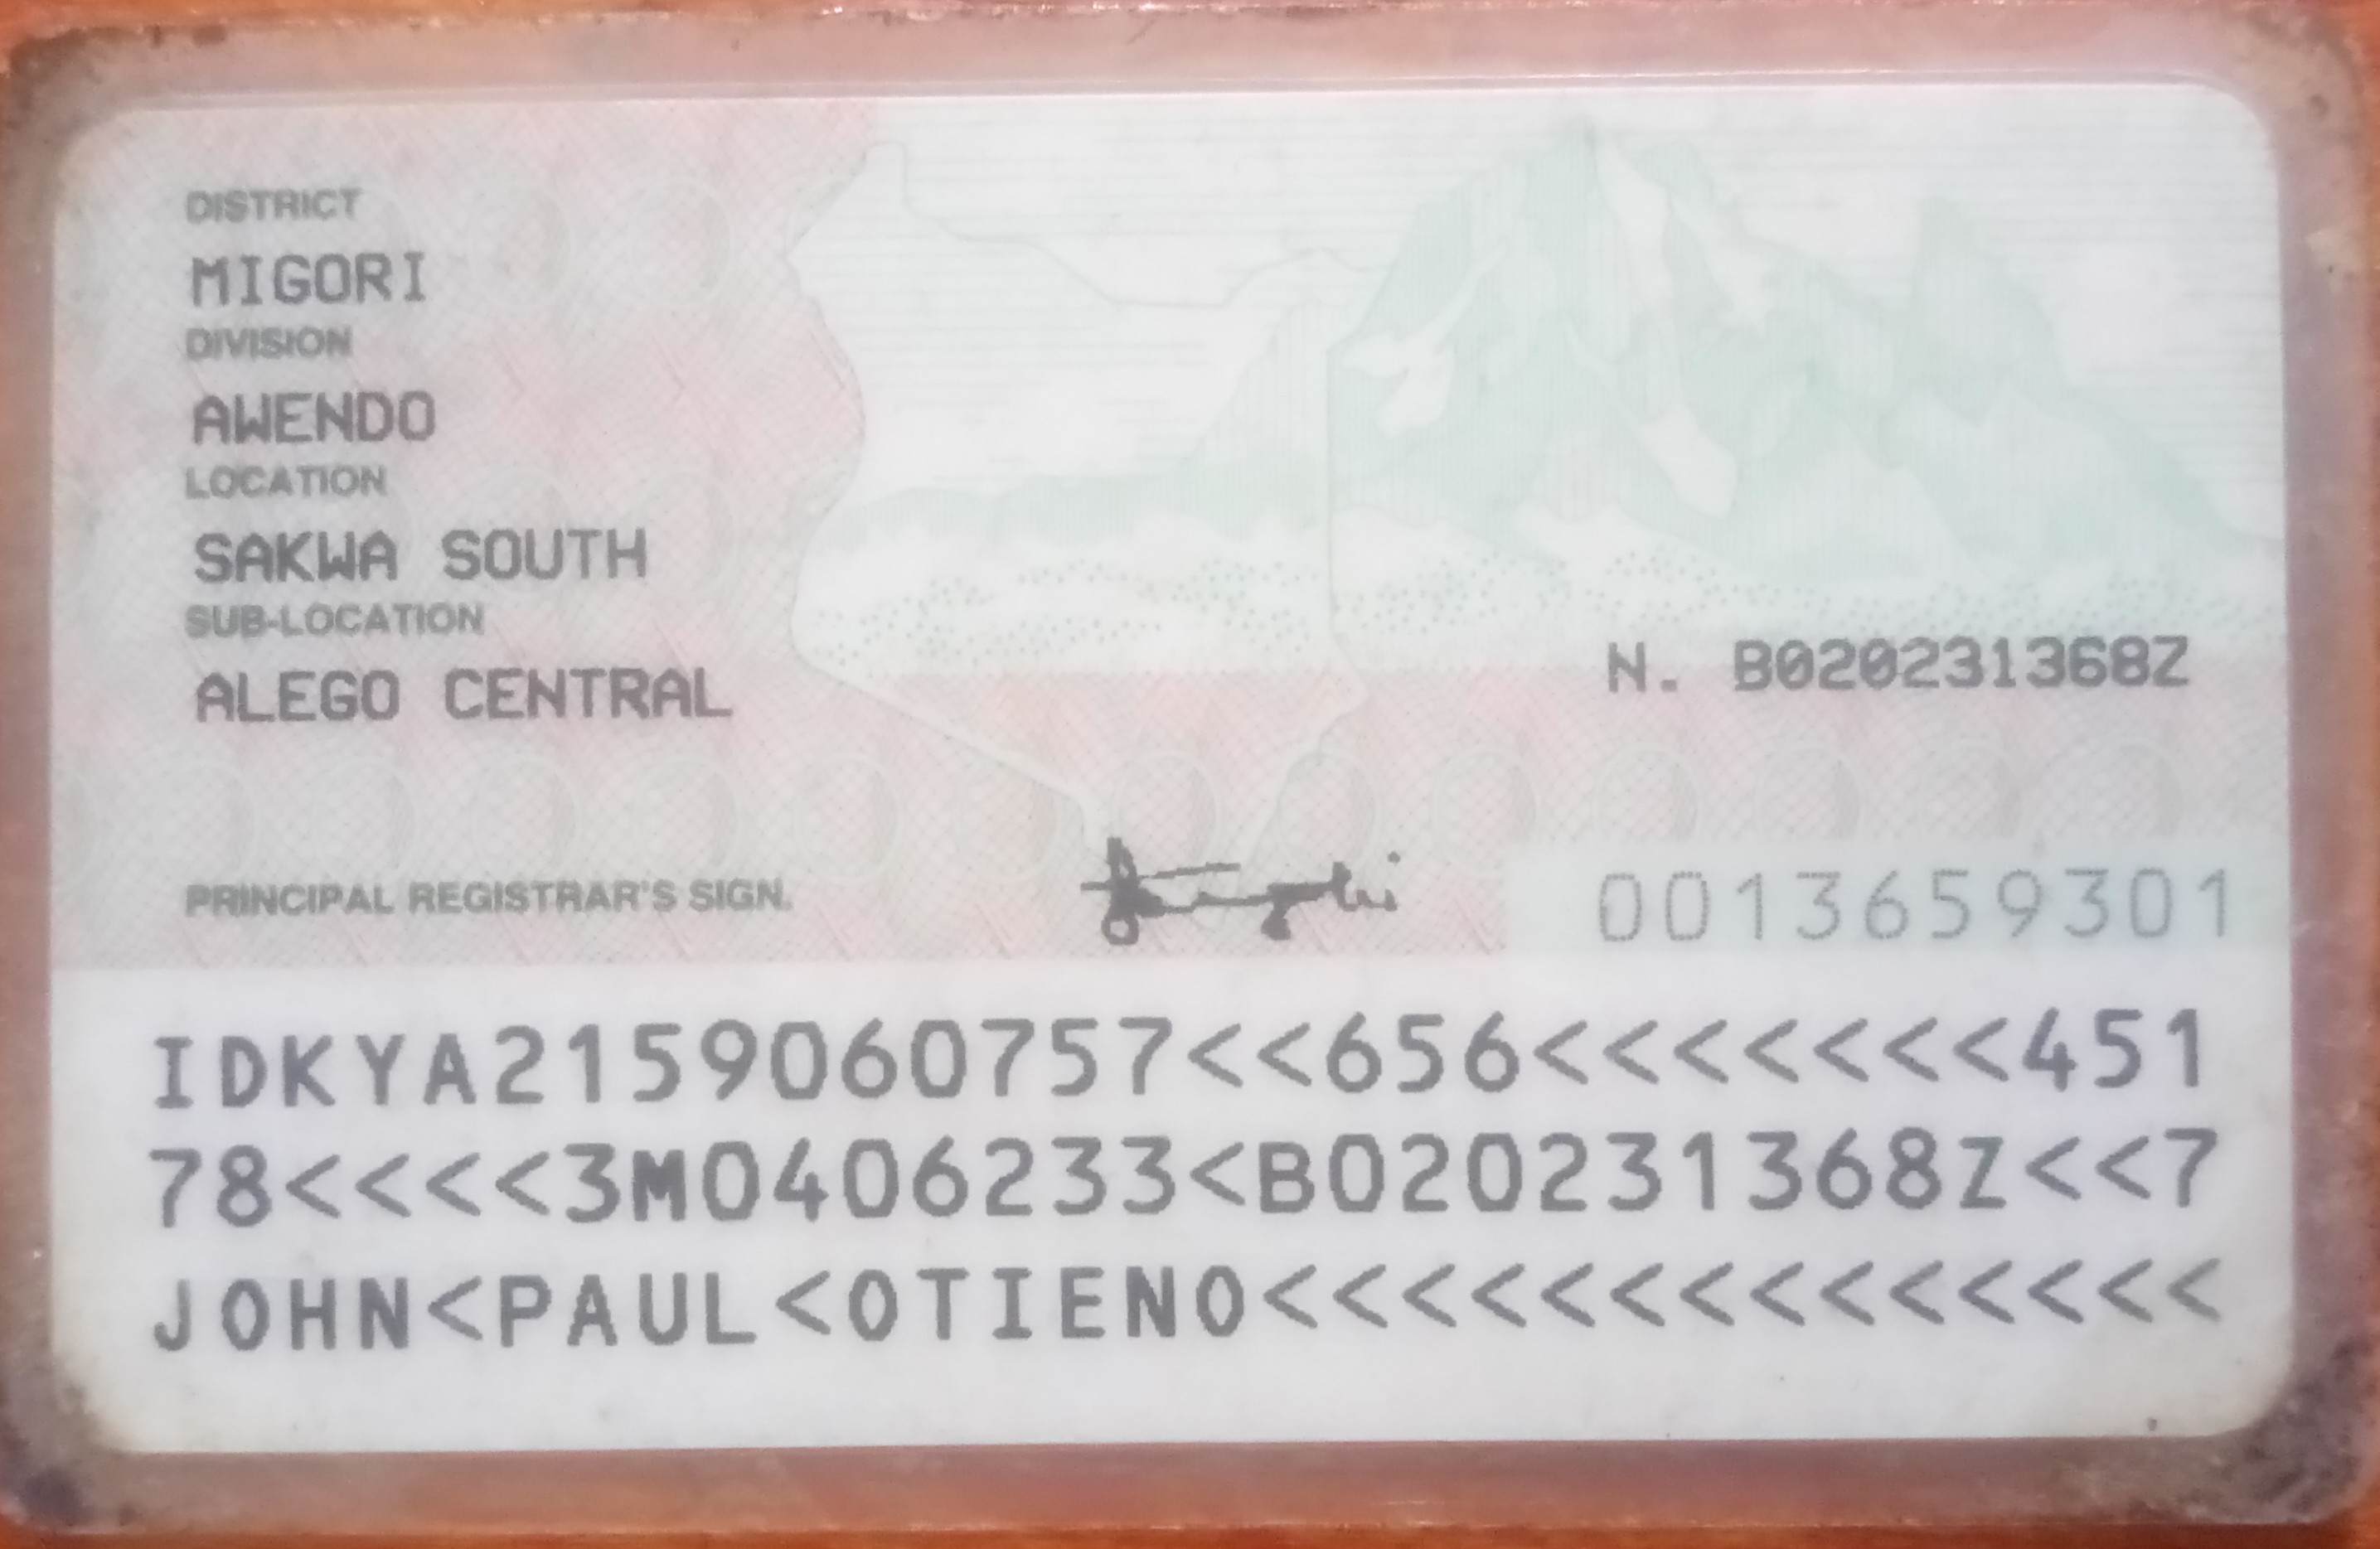 DISTRICT
MIGORI
DIVISION
AWENDO
LOCATION
SAKWA SOUTH
SUB-LOCATION
ALEGO CENTRAL
N. B020231368Z
PRINCIPAL REGISTRAR'S SIGN.
0013659301
IDKYA2159060757<<656<<<<<<<451
78<<<<3M0406233<B020231368Z<<7
JOHN<PAUL<OTIENO<<<<<<<<<<<<<<